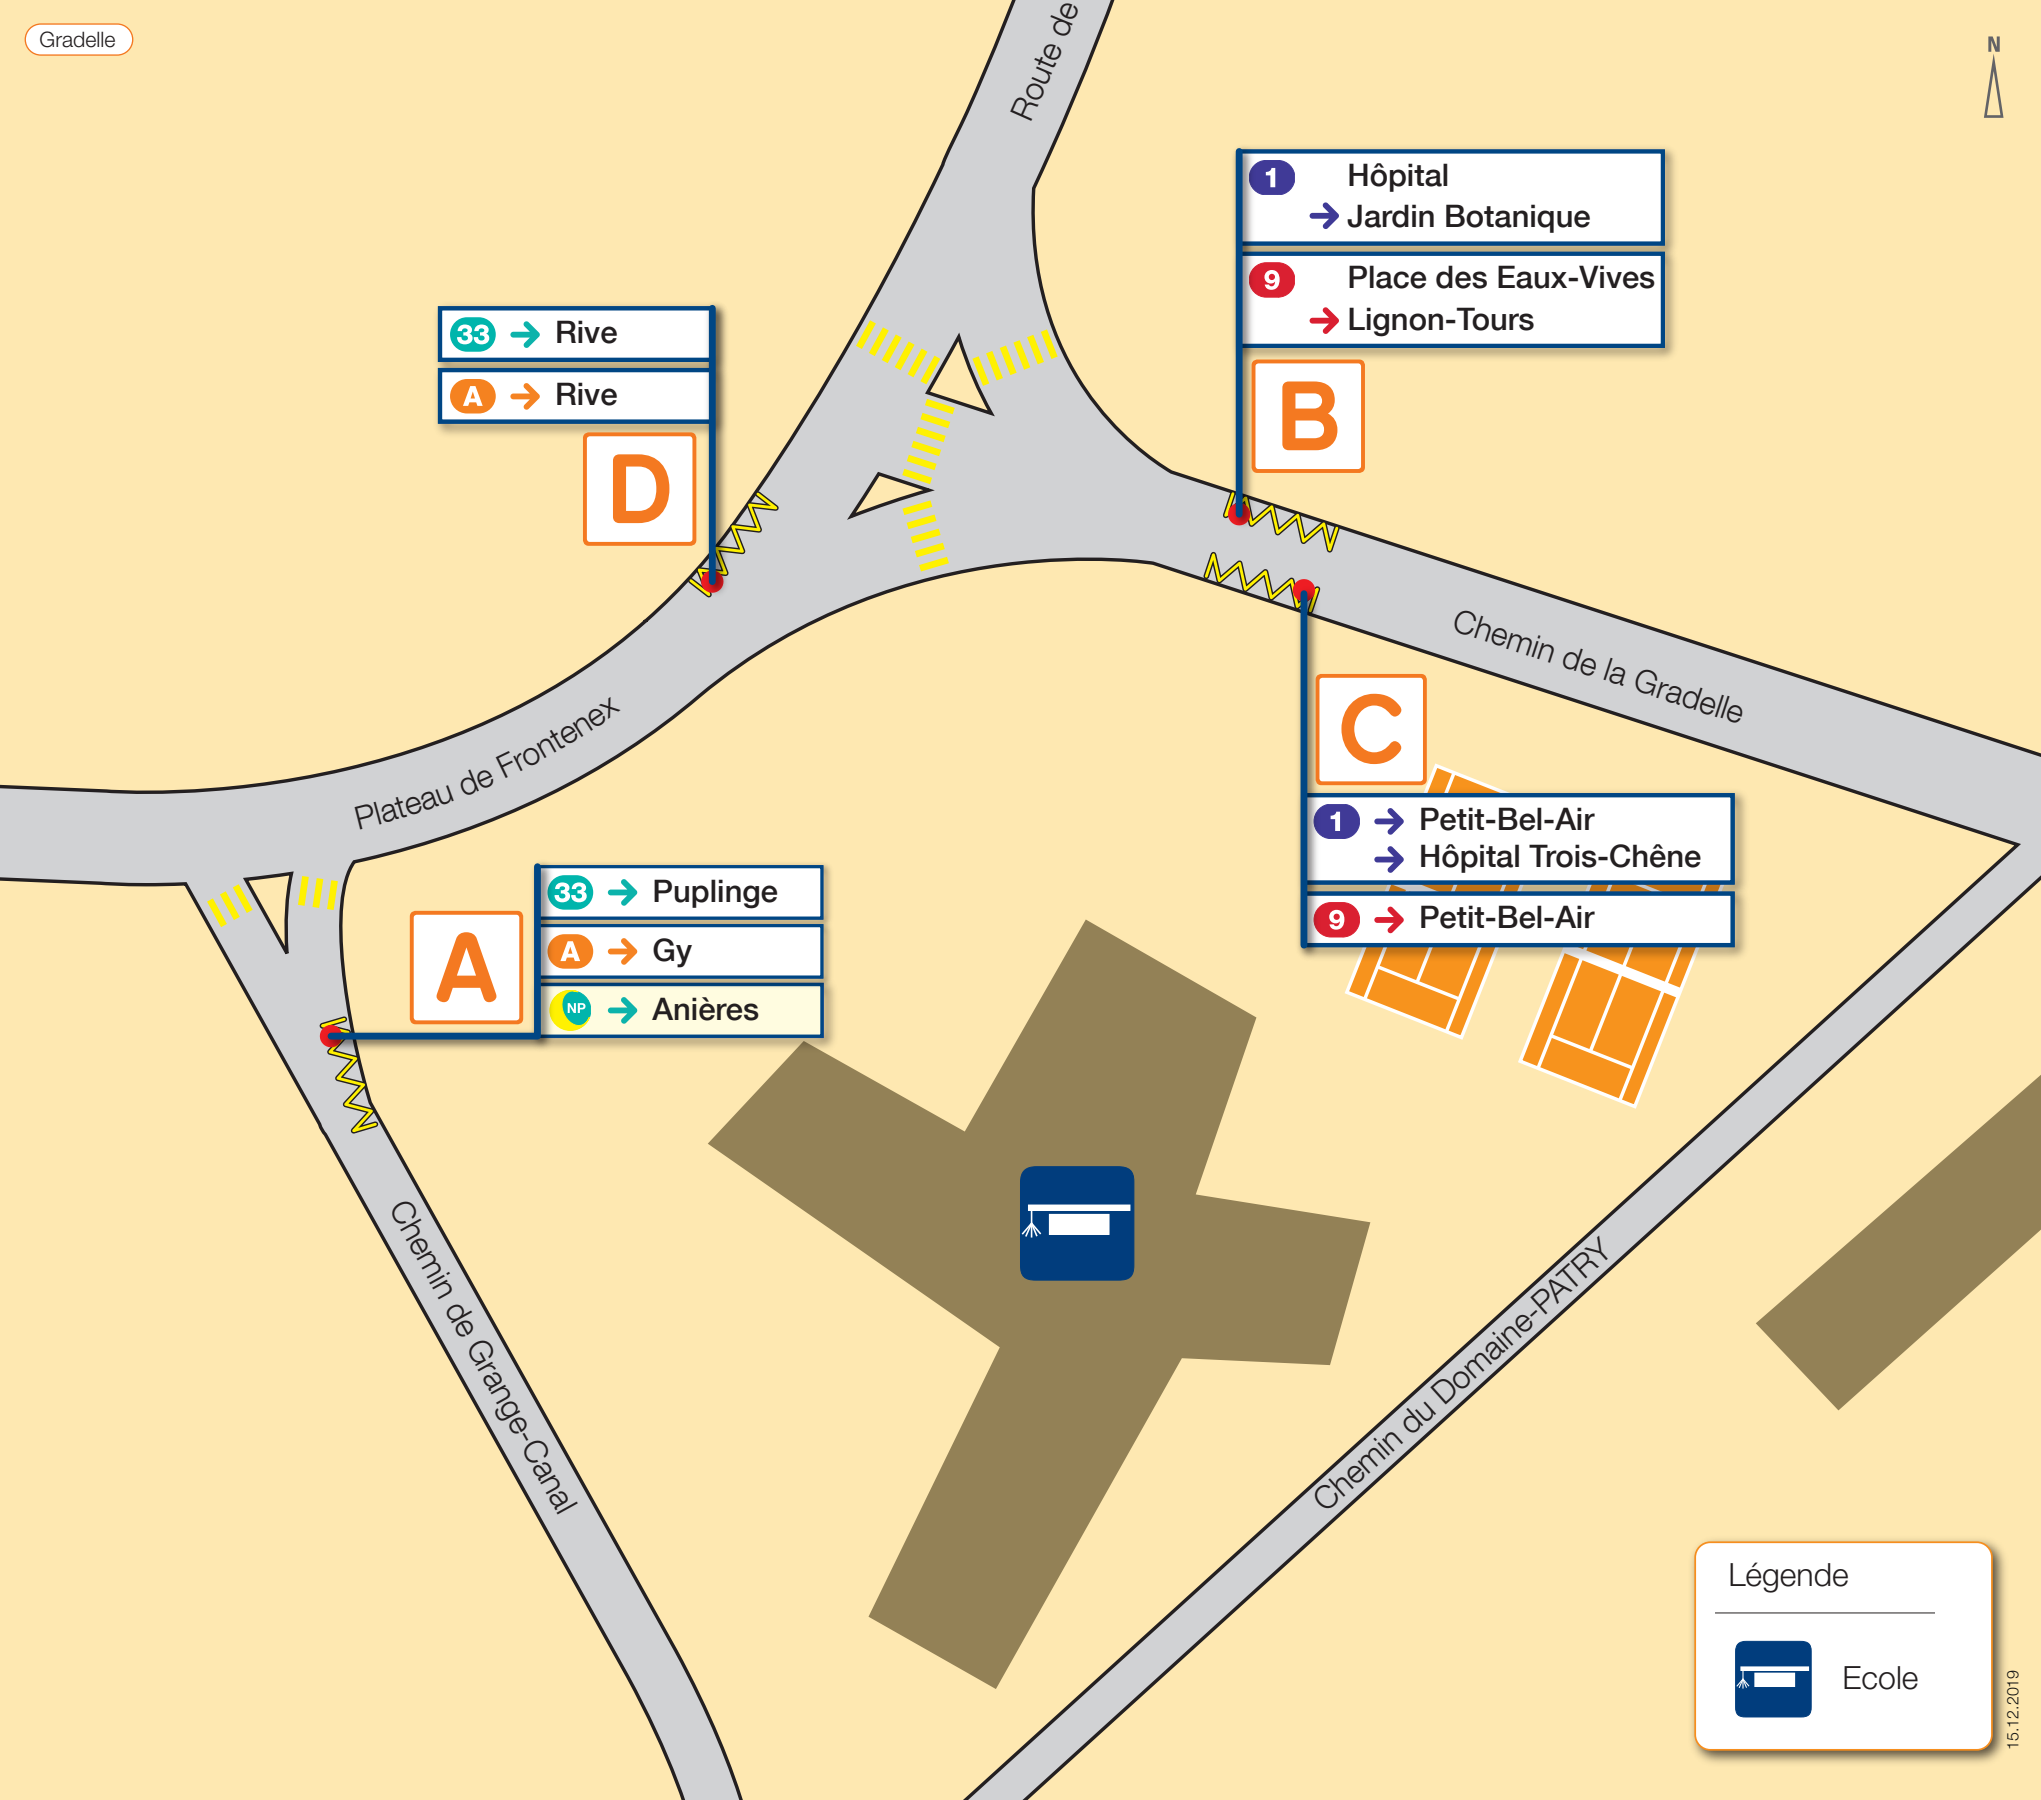 Gradelle
N
Route de
1 Hôpital
Jardin Botanique
9 Place des Eaux-Vives
Lignon-Tours
B
33 Rive
A Rive
D
Chemin de la Gradelle
Plateau de Frontenex
C
1 Petit-Bel-Air
Hôpital Trois-Chêne
9 Petit-Bel-Air
A
33 Puplinge
A Gy
NP Anières
Chemin de Grange-Canal
Chemin du Domaine-PATRY
Légende
Ecole
15.12.2019